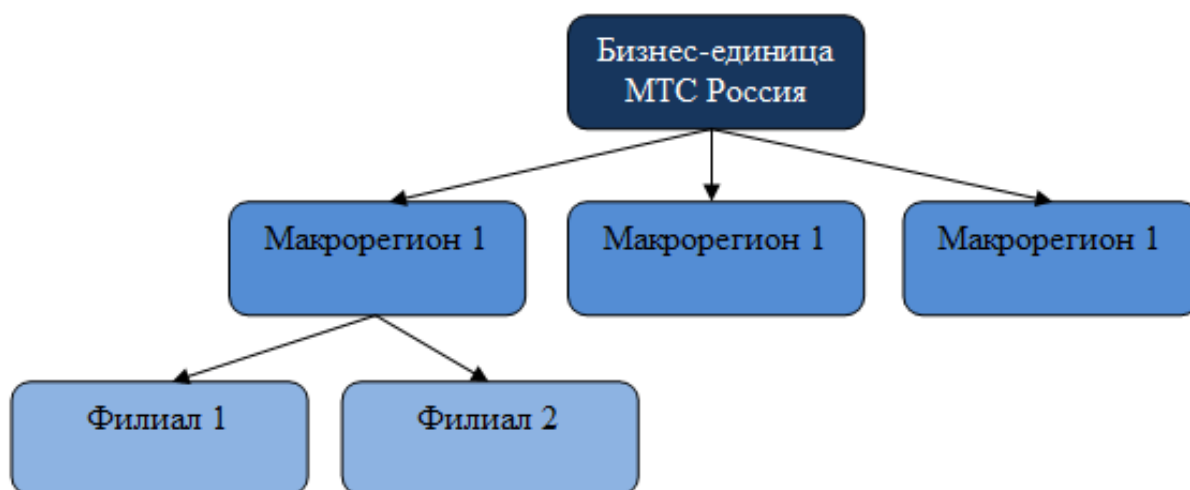 Бизнес-единица
МТС Россия
Макрорегион 1
Макрорегион 1
Макрорегион 1
Филиал 1
Филиал 2